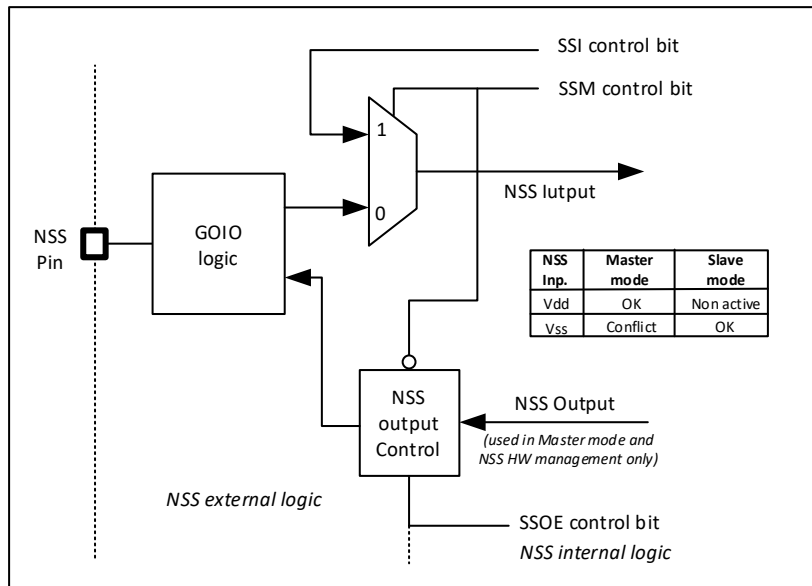 SSI control bit
SSM control bit
1
0
NSS Iutput
NSS
Pin
GOIO
logic
NSS Master Slave
Inp. mode mode
Vdd OK Non active
Vss Conflict OK
NSS
output
Control
NSS Output
(used in Master mode and
NSS HW management only)
NSS external logic
SSOE control bit
NSS internal logic